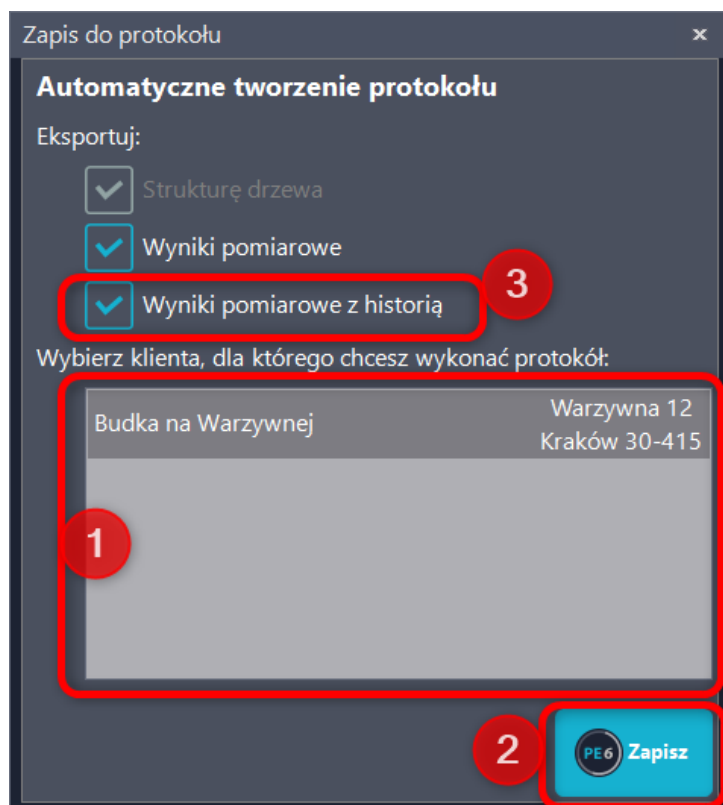 Zapis do protokołu
x
Automatyczne tworzenie protokołu
Eksportuj:
Strukturę drzewa
Wyniki pomiarowe
3
Wyniki pomiarowe z historią
Wybierz klienta, dla którego chcesz wykonać protokół:
Budka na Warzywnej
Warzywna 12
Kraków 30-415
1
2
PE6 Zapisz